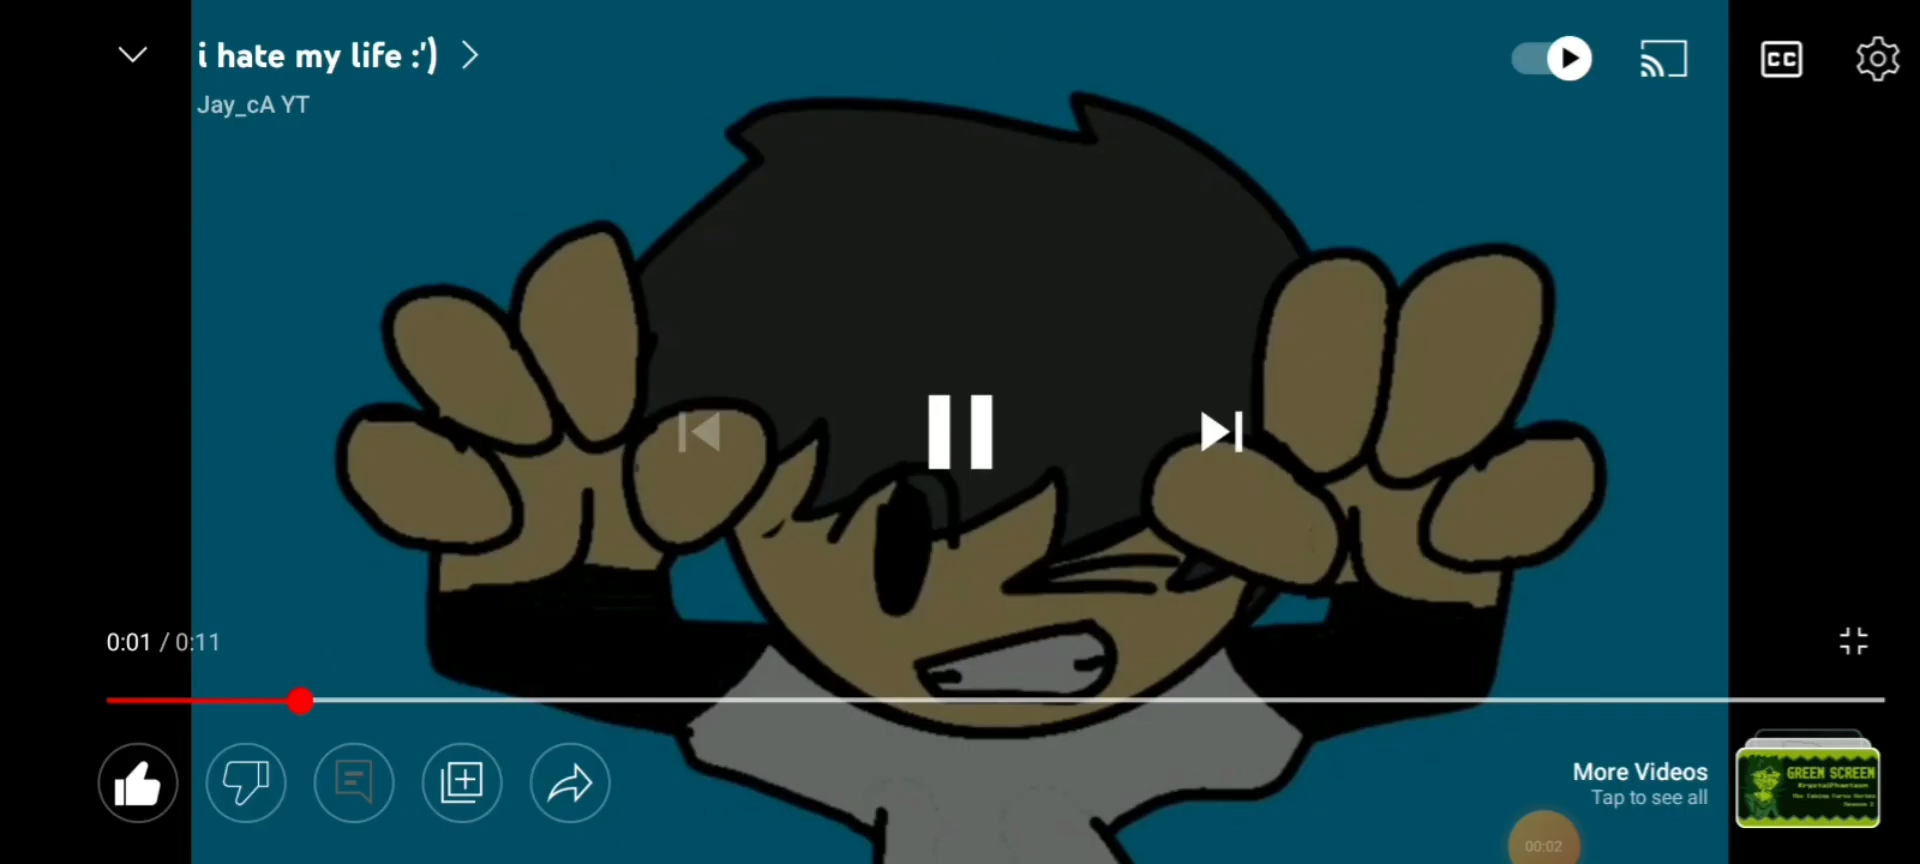 i hate my life :')
Jay_cA YT
CC
0:01 / 0:11
More Videos
Tap to see all
GREEN SCREEN
00:02